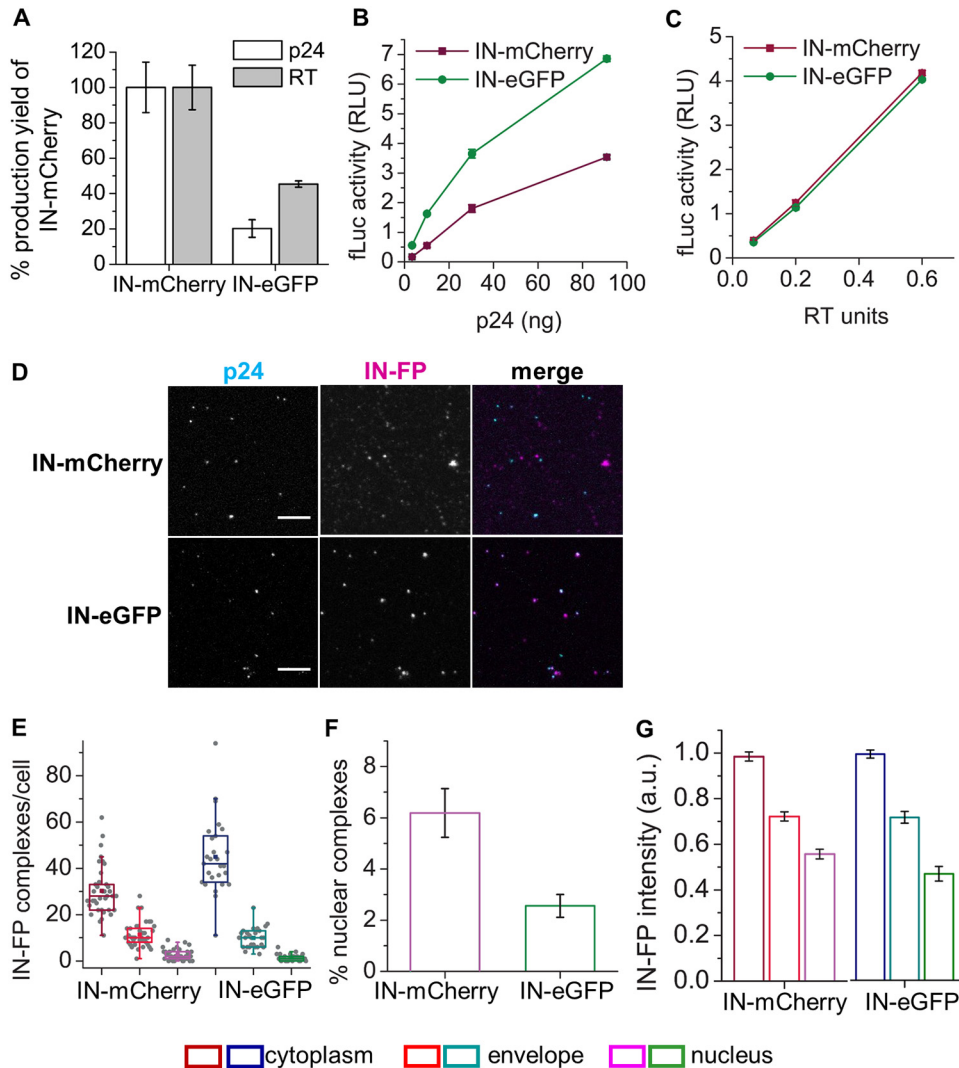 A
% production yield of
IN-mCherry
120
100
80
60
40
20
0
p24
RT
IN-mCherry IN-eGFP
B
fLuc activity (RLU)
7
6
5
4
3
2
1
0
IN-mCherry
IN-eGFP
0 20 40 60 80 100
p24 (ng)
C
fLuc activity (RLU)
5
4
3
2
1
0
IN-mCherry
IN-eGFP
0.0 0.2 0.4 0.6
RT units
D
p24 IN-FP merge
IN-mCherry
IN-eGFP
E
IN-FP complexes/cell
100
80
60
40
20
0
IN-mCherry IN-eGFP
F
% nuclear complexes
8
6
4
2
0
IN-mCherry IN-eGFP
G
IN-FP intensity (a.u.)
1.0
0.8
0.6
0.4
0.2
0.0
IN-mCherry IN-eGFP
cytoplasm envelope nucleus